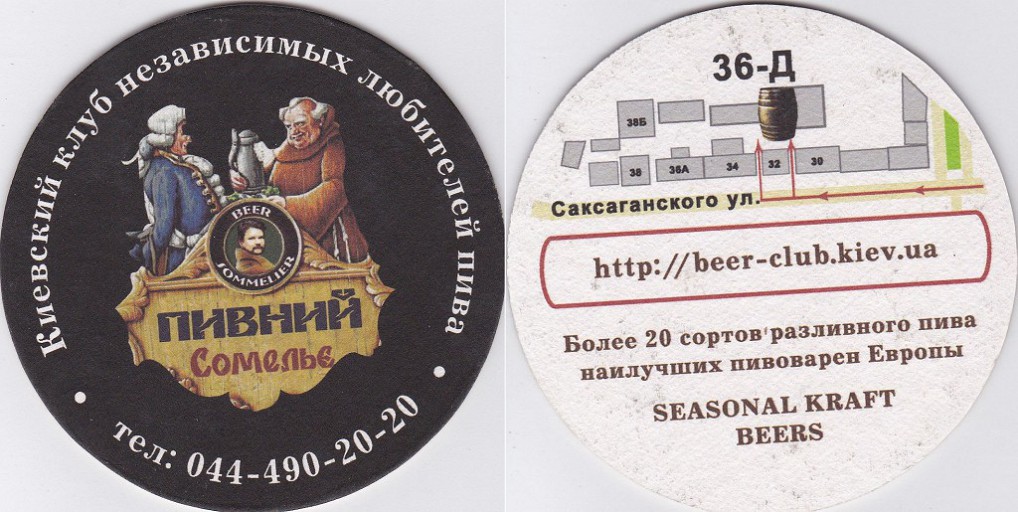 Киевский клуб независимых любителей пива
BEER
SOMMELIER
ПИВНИЙ
Сомелье
• тел: 044-490-20-20 •
36-Д
38Б
38
36А
34
32
30
Саксаганского ул.
http://beer-club.kiev.ua
Более 20 сортов разливного пива
наилучших пивоварен Европы
SEASONAL KRAFT
BEERS